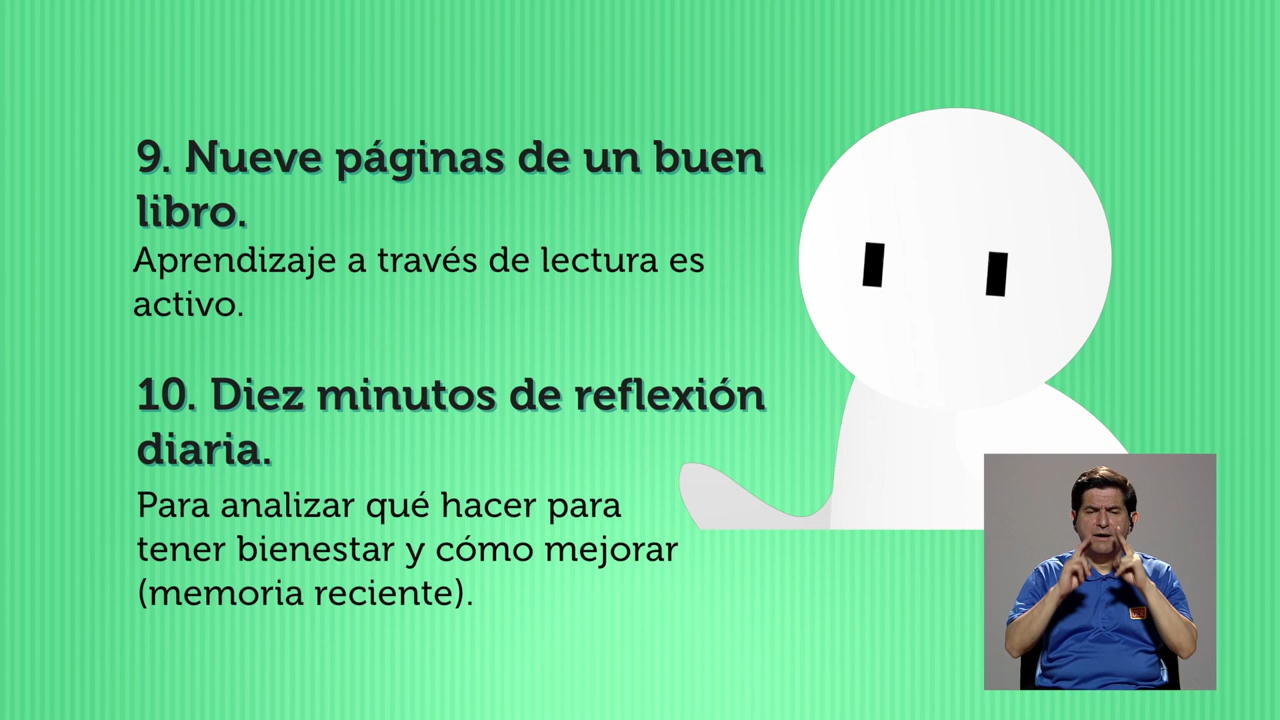 9. Nueve páginas de un buen
libro.
Aprendizaje a través de lectura es
activo.
10. Diez minutos de reflexión
diaria.
Para analizar qué hacer para
tener bienestar y cómo mejorar
(memoria reciente).